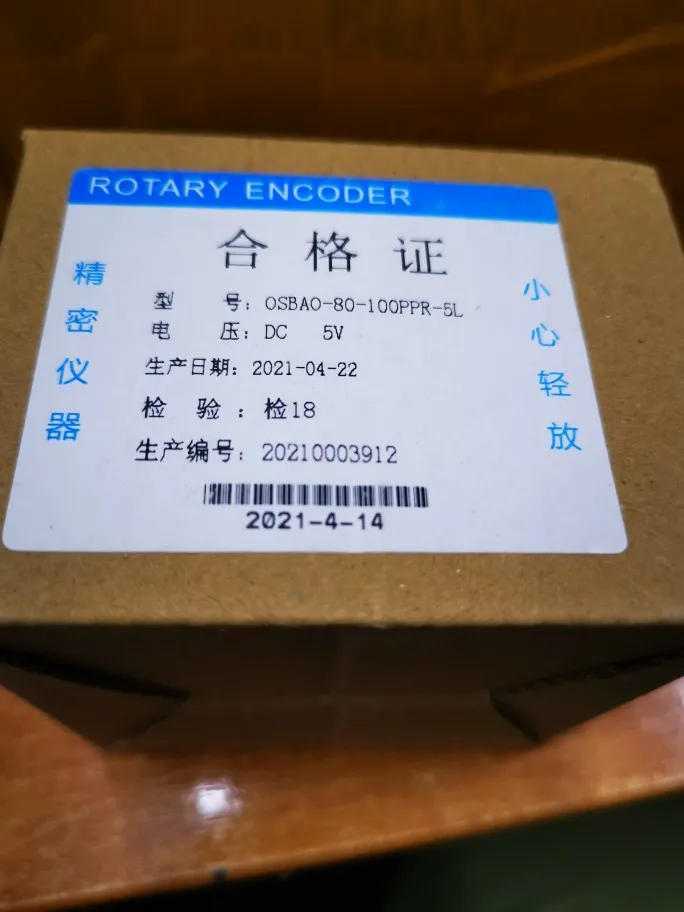 ROTARY ENCODER
合格证
精密仪器
型号：OSBAO-80-100PPR-5L
电压：DC 5V
生产日期：2021-04-22
检验：检18
生产编号：20210003912
2021-4-14
小心轻放